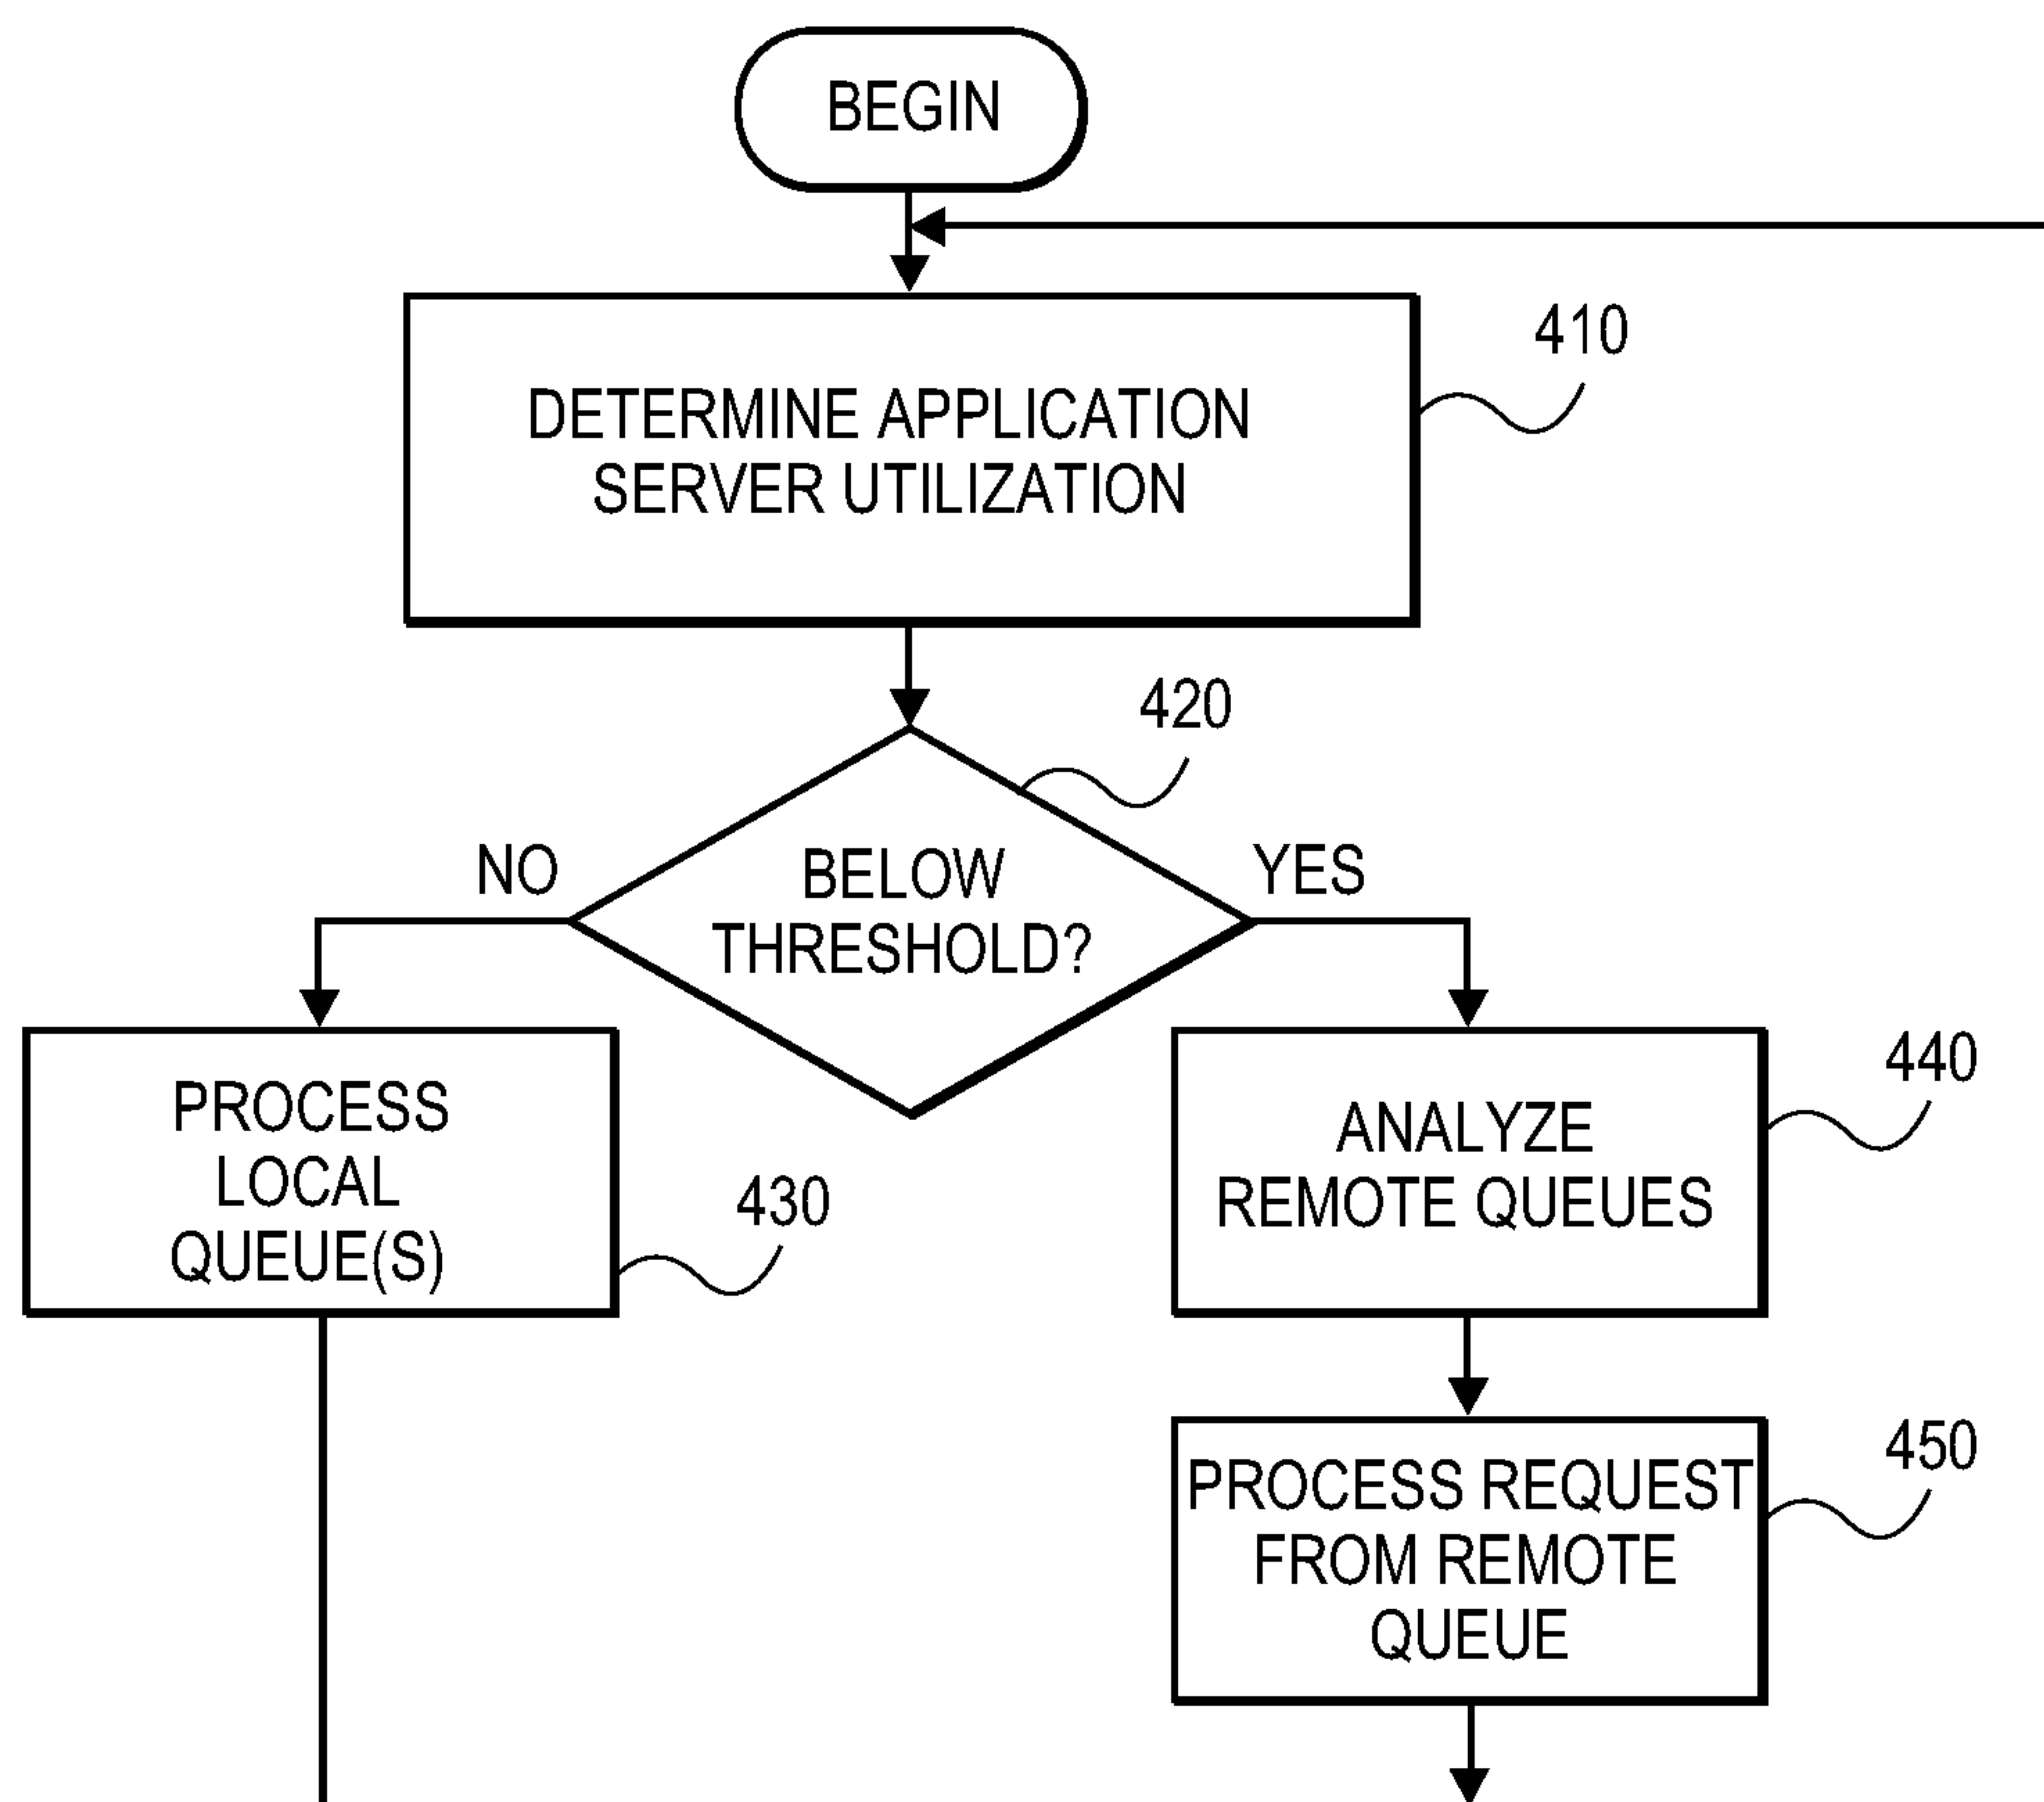 BEGIN
410
DETERMINE APPLICATION
SERVER UTILIZATION
420
NO
BELOW
THRESHOLD?
YES
PROCESS
LOCAL
QUEUE(S)
430
ANALYZE
REMOTE QUEUES
440
PROCESS REQUEST
FROM REMOTE
QUEUE
450